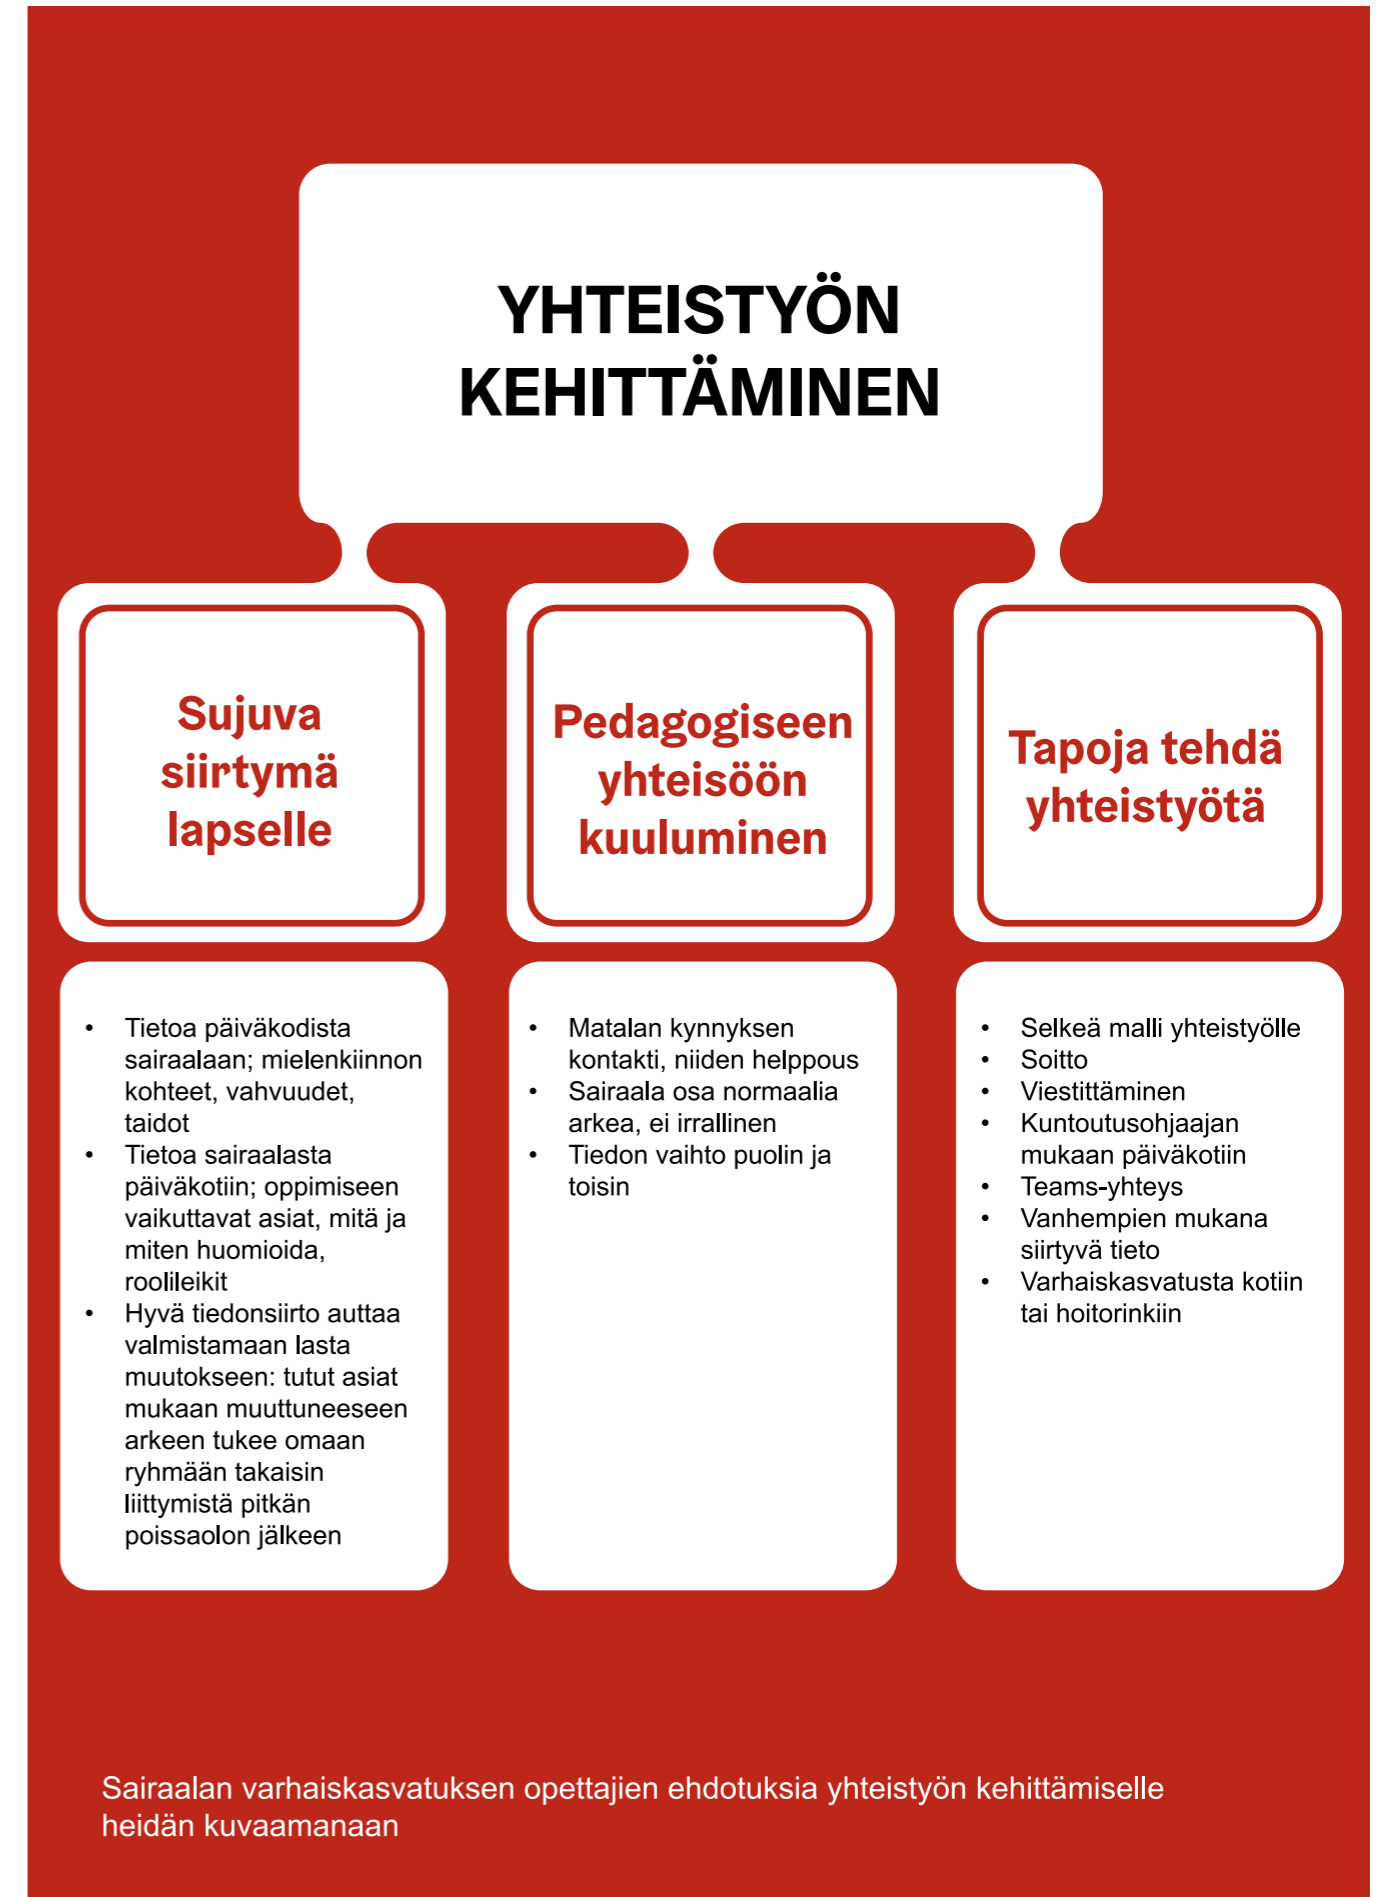 YHTEISTYÖN
KEHITTÄMINEN
Sujuva
siirtymä
lapselle
Pedagogiseen
yhteisöön
kuuluminen
Tapoja tehdä
yhteistyötä
• Tietoa päiväkodista
sairaalaan; mielenkiinnon
kohteet, vahvuudet,
taidot
• Tietoa sairaalasta
päiväkotiin; oppimiseen
vaikuttavat asiat, mitä ja
miten huomioida,
roolileikit
• Hyvä tiedonsiirto auttaa
valmistamaan lasta
muutokseen: tutut asiat
mukaan muuttuneeseen
arkeen tukee omaan
ryhmään takaisin
liittymistä pitkän
poissaolon jälkeen
• Matalan kynnyksen
kontakti, niiden helppous
• Sairaala osa normaalia
arkea, ei irrallinen
• Tiedon vaihto puolin ja
toisin
• Selkeä malli yhteistyölle
• Soitto
• Viestittäminen
• Kuntoutusohjaajan
mukaan päiväkotiin
• Teams-yhteys
• Vanhempien mukana
siirtyvä tieto
• Varhaiskasvatusta kotiin
tai hoitorinkiin
Sairaalan varhaiskasvatuksen opettajien ehdotuksia yhteistyön kehittämiselle
heidän kuvaamanaan